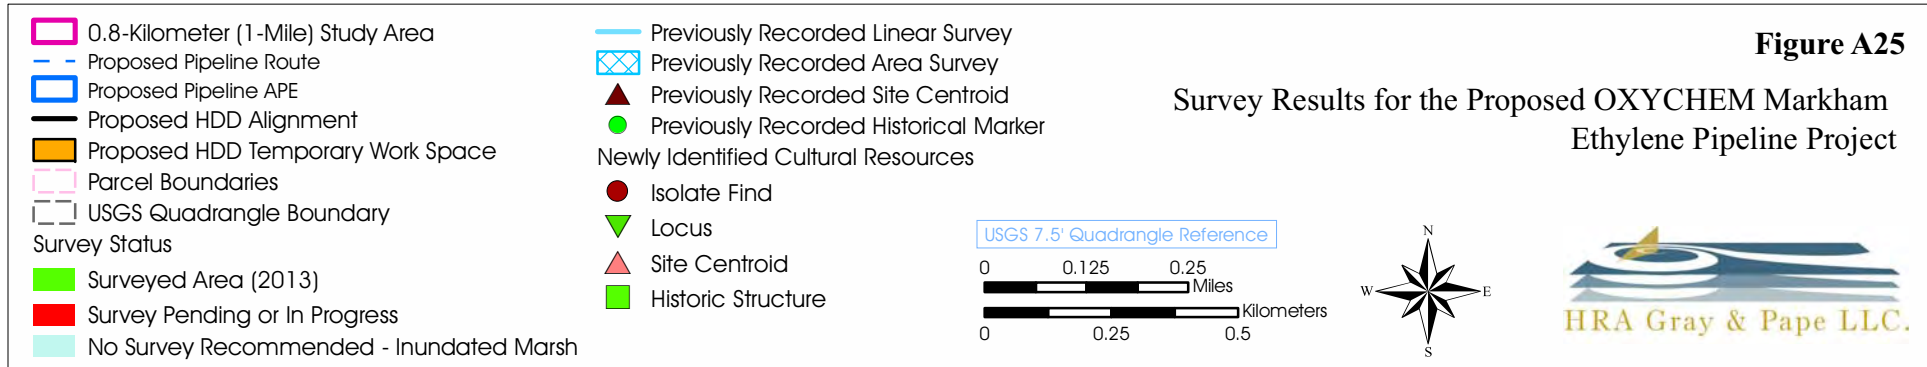 0.8-Kilometer (1-Mile) Study Area
Proposed Pipeline Route
Proposed Pipeline APE
Proposed HDD Alignment
Proposed HDD Temporary Work Space
Parcel Boundaries
USGS Quadrangle Boundary
Survey Status
Surveyed Area (2013)
Survey Pending or In Progress
No Survey Recommended - Inundated Marsh
Previously Recorded Linear Survey
Previously Recorded Area Survey
Previously Recorded Site Centroid
Previously Recorded Historical Marker
Newly Identified Cultural Resources
Isolate Find
Locus
Site Centroid
Historic Structure
Figure A25
Survey Results for the Proposed OXYCHEM Markham
Ethylene Pipeline Project
USGS 7.5' Quadrangle Reference
0 0.125 0.25
Miles
Kilometers
0 0.25 0.5
N
W E
S
HRA Gray & Pape LLC.